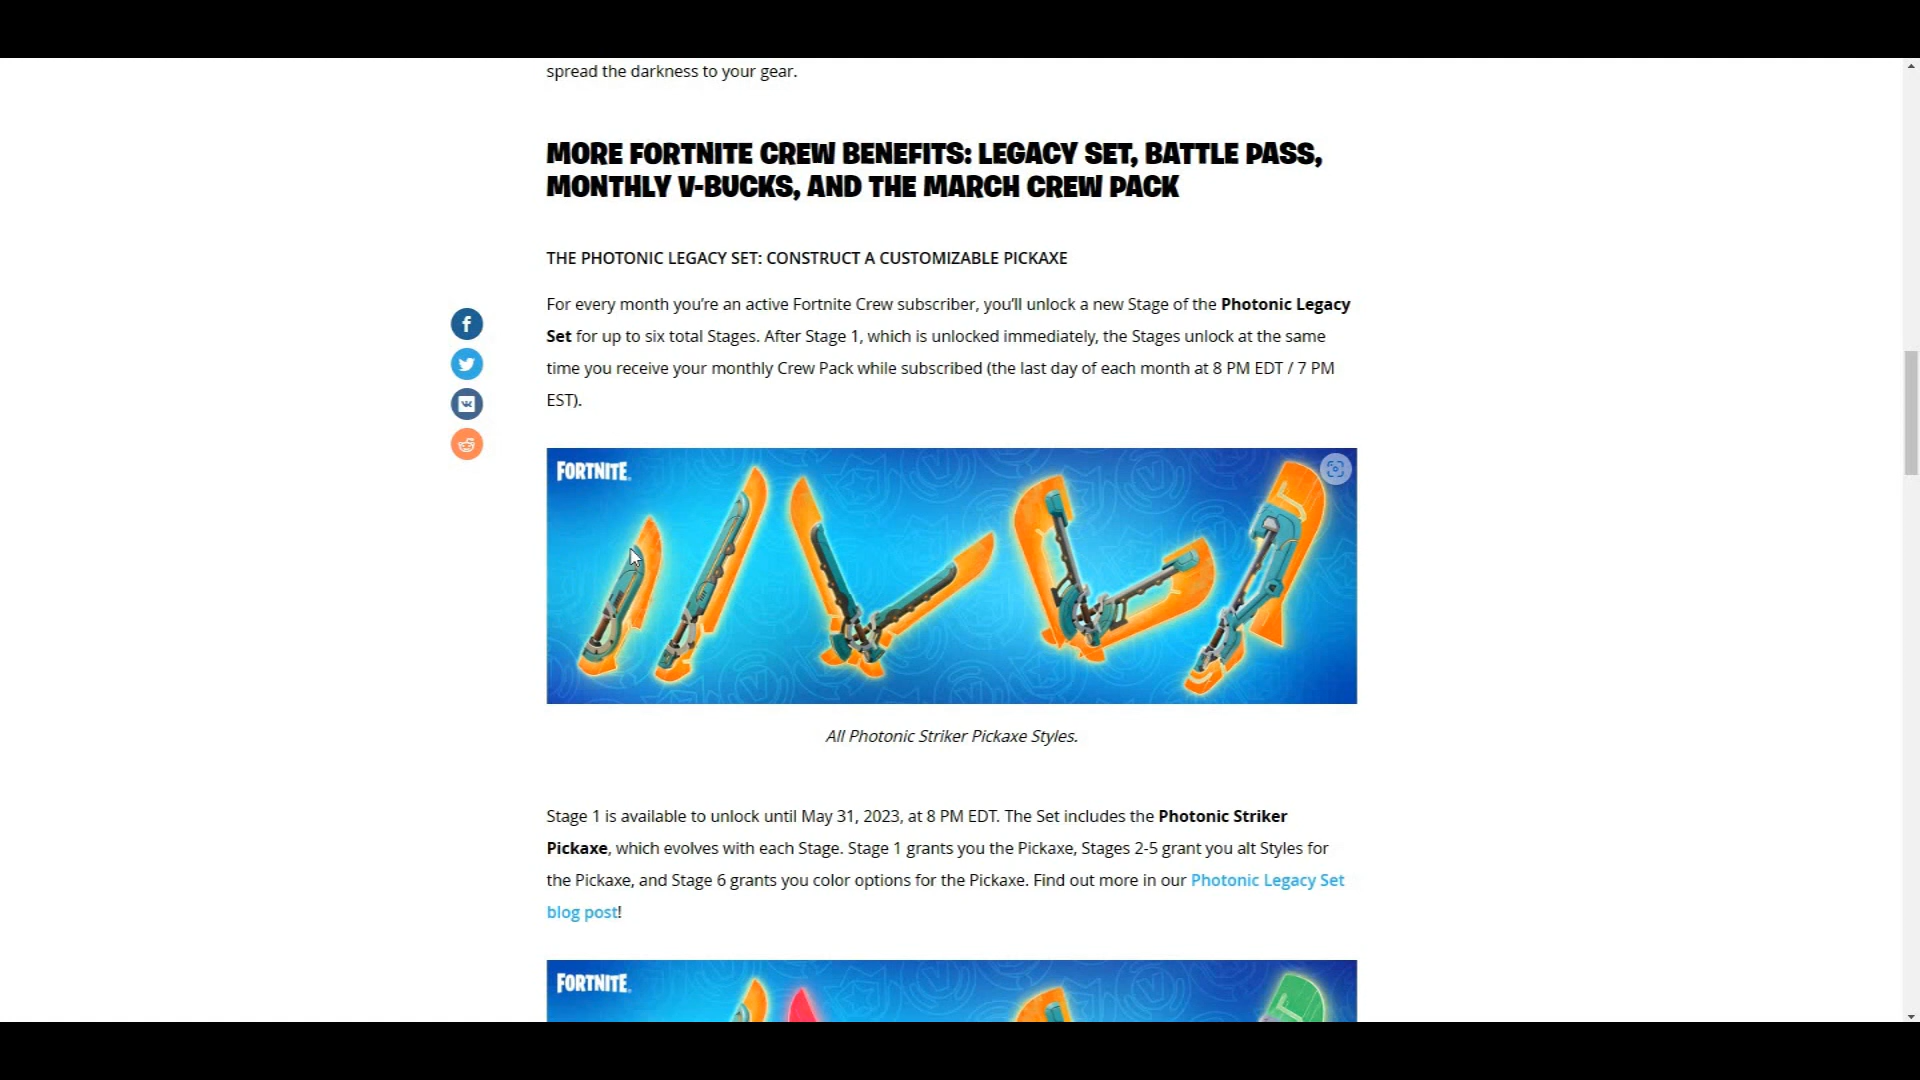 spread the darkness to your gear.
MORE FORTNITE CREW BENEFITS: LEGACY SET, BATTLE PASS,
MONTHLY V-BUCKS, AND THE MARCH CREW PACK
THE PHOTONIC LEGACY SET: CONSTRUCT A CUSTOMIZABLE PICKAXE
For every month you’re an active Fortnite Crew subscriber, you’ll unlock a new Stage of the Photonic Legacy
Set for up to six total Stages. After Stage 1, which is unlocked immediately, the Stages unlock at the same
time you receive your monthly Crew Pack while subscribed (the last day of each month at 8 PM EDT / 7 PM
EST).
FORTNITE
All Photonic Striker Pickaxe Styles.
Stage 1 is available to unlock until May 31, 2023, at 8 PM EDT. The Set includes the Photonic Striker
Pickaxe, which evolves with each Stage. Stage 1 grants you the Pickaxe, Stages 2-5 grant you alt Styles for
the Pickaxe, and Stage 6 grants you color options for the Pickaxe. Find out more in our Photonic Legacy Set
blog post!
FORTNITE